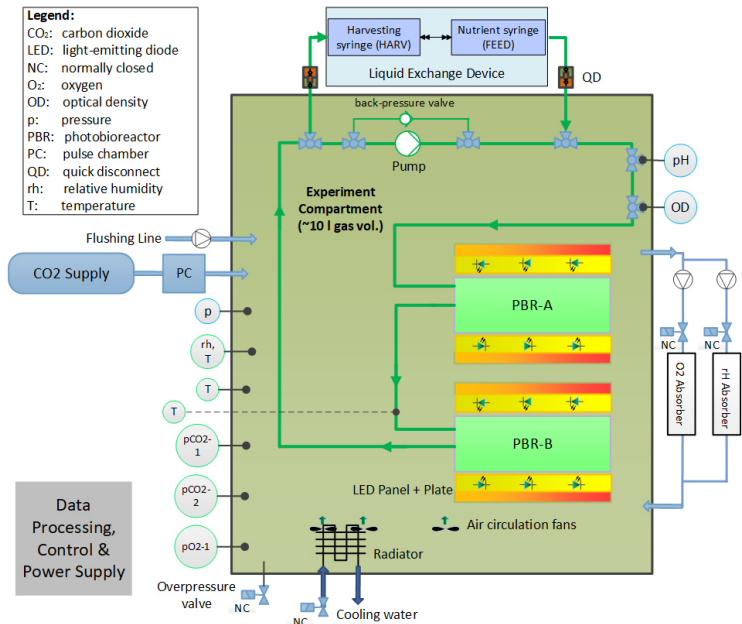 Legend:
CO₂: carbon dioxide
LED: light-emitting diode
NC: normally closed
O₂: oxygen
OD: optical density
p: pressure
PBR: photobioreactor
PC: pulse chamber
QD: quick disconnect
rh: relative humidity
T: temperature
Harvesting
syringe (HARV)
Nutrient syringe
(FEED)
Liquid Exchange Device
QD
back-pressure valve
Pump
pH
OD
Experiment
Compartment
(~10 l gas vol.)
Flushing Line
CO2 Supply
PC
p
rh,
T
T
T
pCO2-
1
pCO2-
2
pO2-1
PBR-A
PBR-B
LED Panel + Plate
Air circulation fans
Radiator
NC
NC
O2 Absorber
rH Absorber
Data
Processing,
Control &
Power Supply
Overpressure
valve
NC
NC
Cooling water